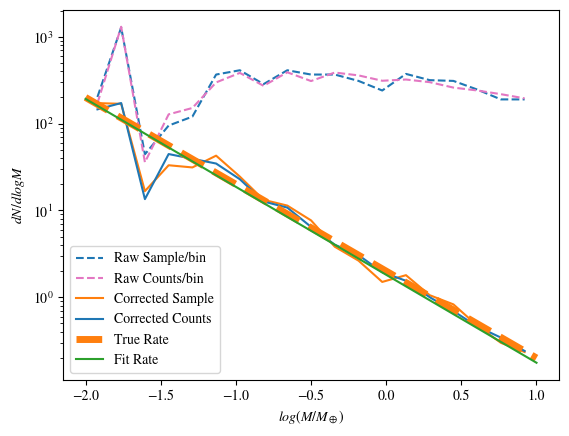 10³
10²
10¹
10⁰
dN/dlogM
Raw Sample/bin
Raw Counts/bin
Corrected Sample
Corrected Counts
True Rate
Fit Rate
−2.0 −1.5 −1.0 −0.5 0.0 0.5 1.0
log(M/M⊕)